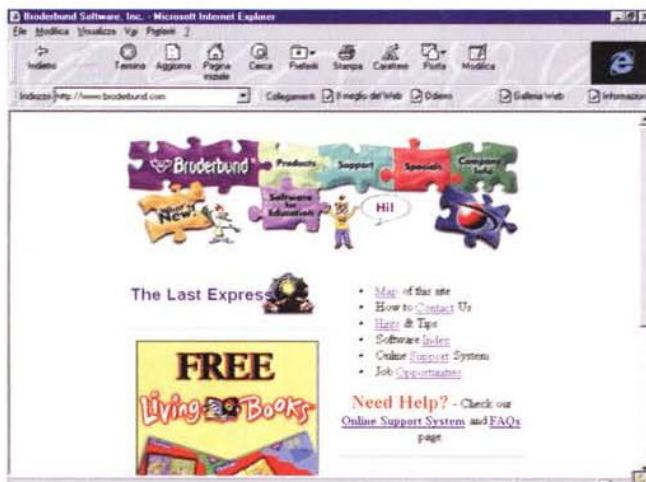 Broderbund Software, Inc. - Microsoft Internet Explorer
File Modifica Visualizza Vai Preferiti ?
Indietro Termina Aggiorna Pagina iniziale Cerca Preferiti Stampa Carattere Posta Modifica
Indirizzo http://www.broderbund.com Collegamenti Il meglio del Web Galleria Web
Brøderbund Products Support Specials Company Info
What's New! Software for Education Hi!
The Last Express
• Map of this site
• How to Contact Us
• Hints & Tips
• Software Index
• Online Support System
• Job Opportunities
FREE
Living Books
Need Help? - Check our
Online Support System and FAQs
page